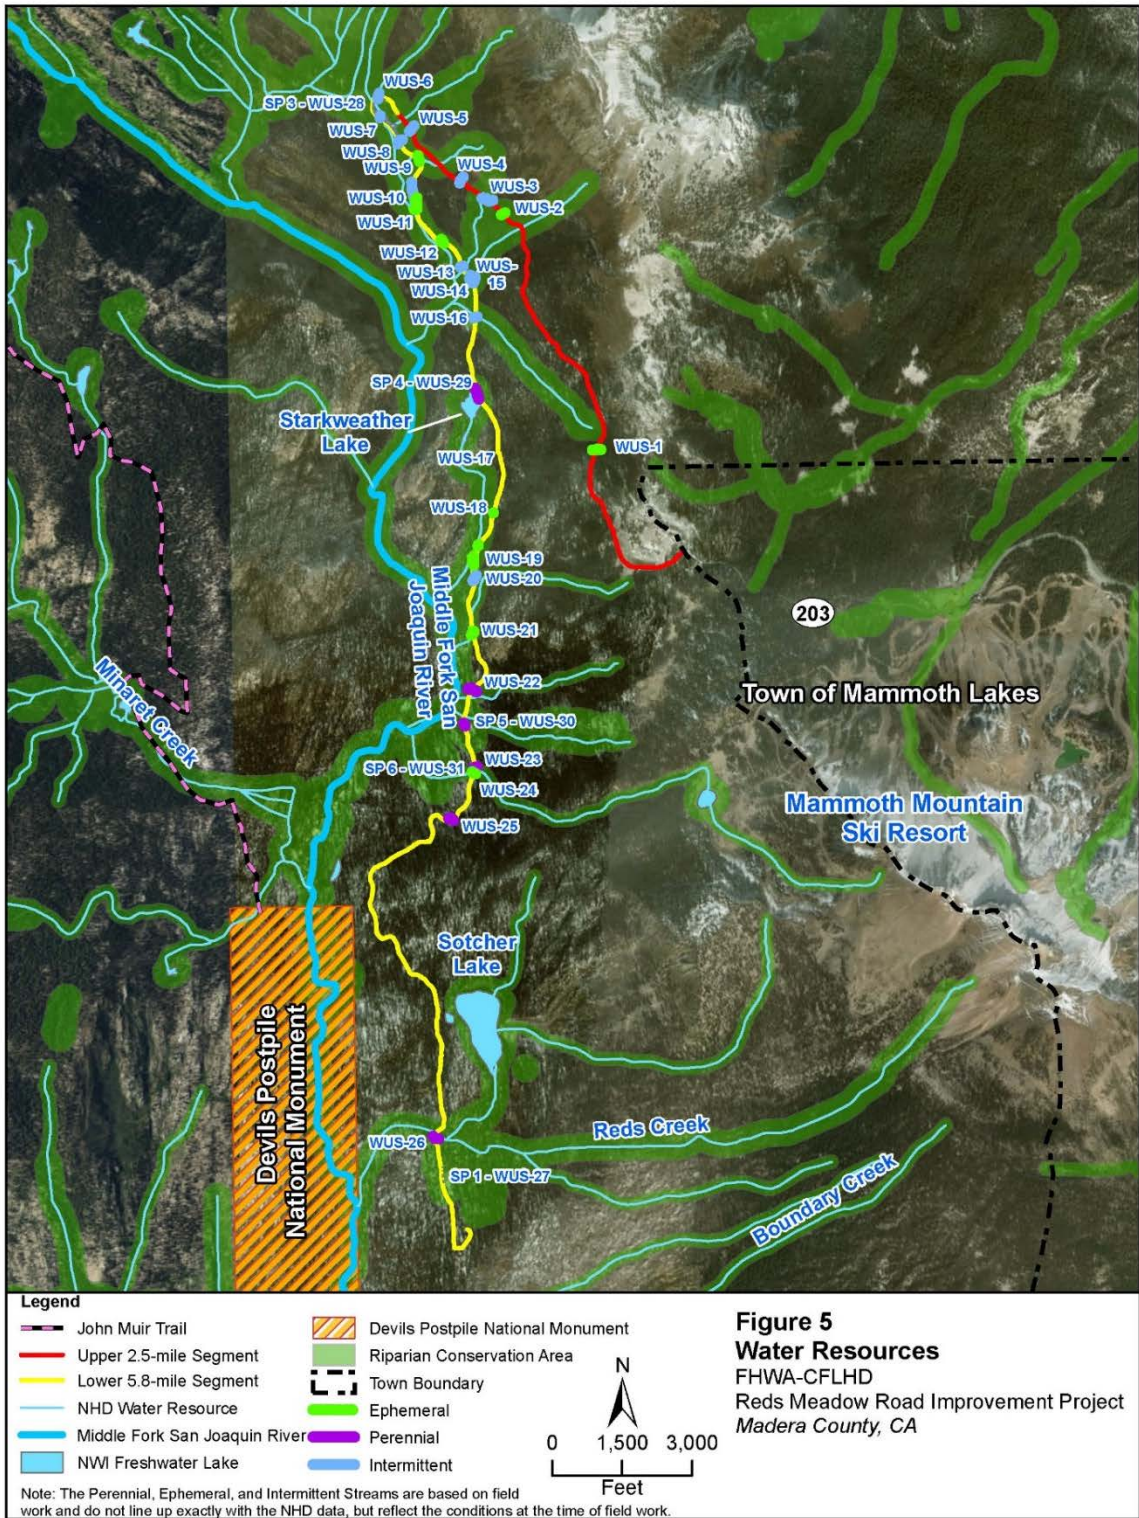 WUS-6
SP 3 - WUS-28
WUS-5
WUS-7
WUS-8
WUS-4
WUS-9
WUS-3
WUS-10
WUS-2
WUS-11
WUS-12
WUS-13
WUS-
15
WUS-14
WUS-16
SP 4 - WUS-29
Starkweather
Lake
WUS-1
WUS-17
WUS-18
WUS-19
WUS-20
Middle Fork San
Joaquin River
203
WUS-21
Minaret Creek
WUS-22
Town of Mammoth Lakes
SP 5 - WUS-30
WUS-23
SP 6 - WUS-31
WUS-24
Mammoth Mountain
Ski Resort
WUS-25
Sotcher
Lake
Devils Postpile
National Monument
Reds Creek
WUS-26
SP 1 - WUS-27
Boundary Creek
Legend
John Muir Trail
Upper 2.5-mile Segment
Lower 5.8-mile Segment
NHD Water Resource
Middle Fork San Joaquin River
NWI Freshwater Lake
Devils Postpile National Monument
Riparian Conservation Area
Town Boundary
Ephemeral
Perennial
Intermittent
N
0 1,500 3,000
Feet
Note: The Perennial, Ephemeral, and Intermittent Streams are based on field
work and do not line up exactly with the NHD data, but reflect the conditions at the time of field work.
Figure 5
Water Resources
FHWA-CFLHD
Reds Meadow Road Improvement Project
Madera County, CA